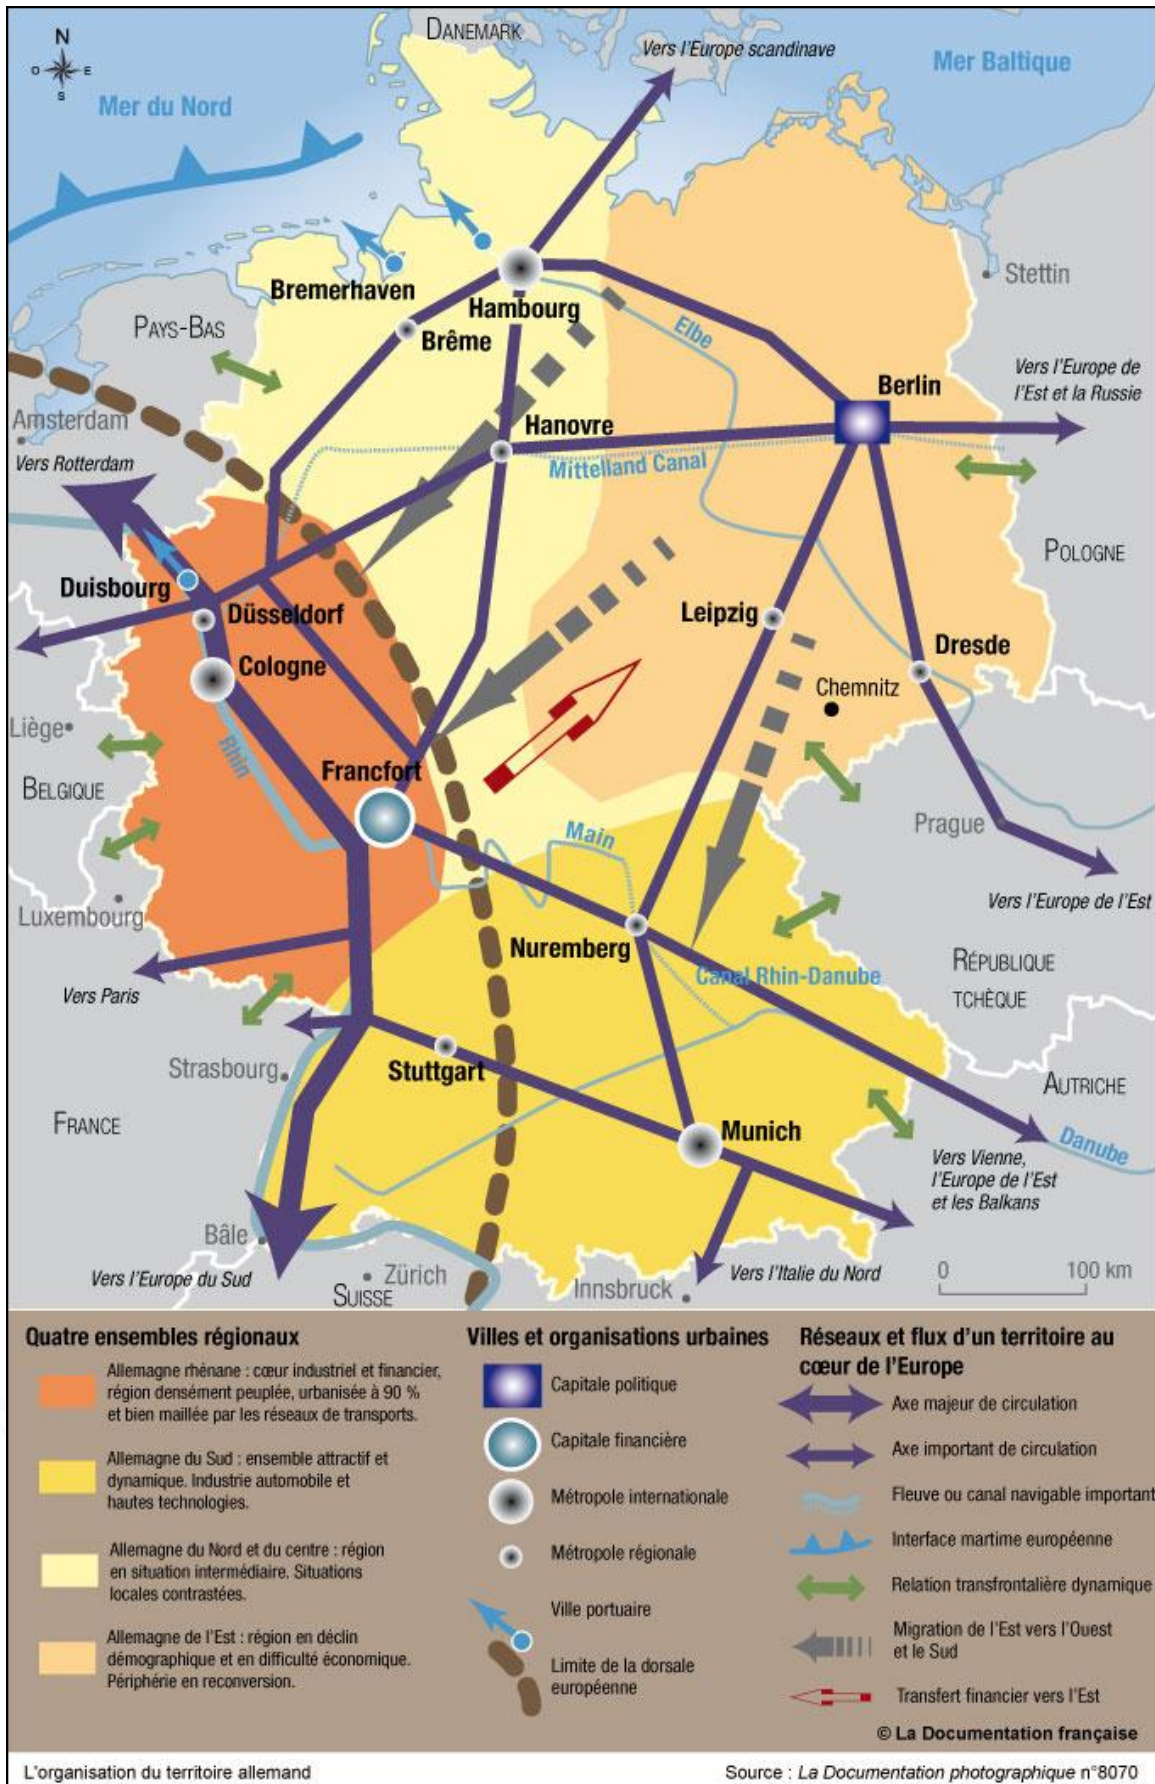 DANEMARK
Vers l'Europe scandinave
Mer Baltique
N
O
E
S
Mer du Nord
Stettin
Bremerhaven
Hambourg
PAYS-BAS
Brême
Elbe
Vers l'Europe de
l'Est et la Russie
Berlin
Amsterdam
Hanovre
Vers Rotterdam
Mittelland Canal
POLOGNE
Duisbourg
Düsseldorf
Leipzig
Dresde
Cologne
Chemnitz
Liège
Rhin
Francfort
BELGIQUE
Main
Prague
Luxembourg
Vers l'Europe de l'Est
Nuremberg
Canal Rhin-Danube
RÉPUBLIQUE
TCHÈQUE
Vers Paris
Strasbourg
Stuttgart
AUTRICHE
FRANCE
Munich
Danube
Vers Vienne,
l'Europe de l'Est
et les Balkans
Bâle
Vers l'Europe du Sud
Zürich
SUISSE
Innsbruck
Vers l'Italie du Nord
0
100 km
Quatre ensembles régionaux
Allemagne rhénane : cœur industriel et financier,
région densément peuplée, urbanisée à 90 %
et bien maillée par les réseaux de transports.
Allemagne du Sud : ensemble attractif et
dynamique. Industrie automobile et
hautes technologies.
Allemagne du Nord et du centre : région
en situation intermédiaire. Situations
locales contrastées.
Allemagne de l'Est : région en déclin
démographique et en difficulté économique.
Périphérie en reconversion.
Villes et organisations urbaines
Capitale politique
Capitale financière
Métropole internationale
Métropole régionale
Ville portuaire
Limite de la dorsale
européenne
Réseaux et flux d'un territoire au
cœur de l'Europe
Axe majeur de circulation
Axe important de circulation
Fleuve ou canal navigable important
Interface martime européenne
Relation transfrontalière dynamique
Migration de l'Est vers l'Ouest
et le Sud
Transfert financier vers l'Est
© La Documentation française
L'organisation du territoire allemand
Source : La Documentation photographique n°8070